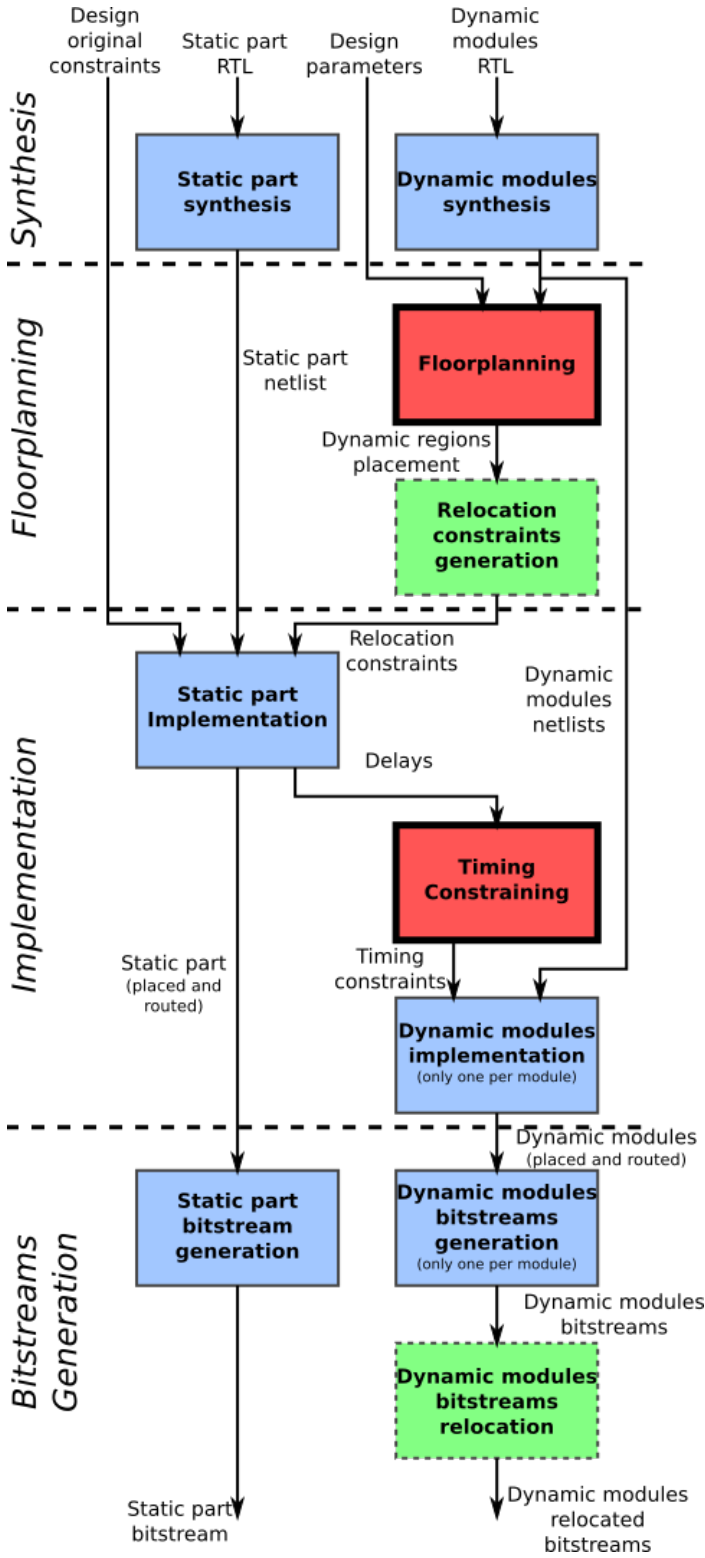 Design
original
constraints
Static part
RTL
Design
parameters
Dynamic
modules
RTL
Synthesis
Static part
synthesis
Dynamic modules
synthesis
Floorplanning
Static part
netlist
Floorplanning
Dynamic regions
placement
Relocation
constraints
generation
Implementation
Relocation
constraints
Static part
Implementation
Dynamic
modules
netlists
Delays
Timing
Constraining
Static part
(placed and
routed)
Timing
constraints
Dynamic modules
implementation
(only one per module)
Bitstreams
Generation
Dynamic modules
(placed and routed)
Static part
bitstream
generation
Dynamic modules
bitstreams
generation
(only one per module)
Dynamic modules
bitstreams
Dynamic modules
bitstreams
relocation
Static part
bitstream
Dynamic modules
relocated
bitstreams